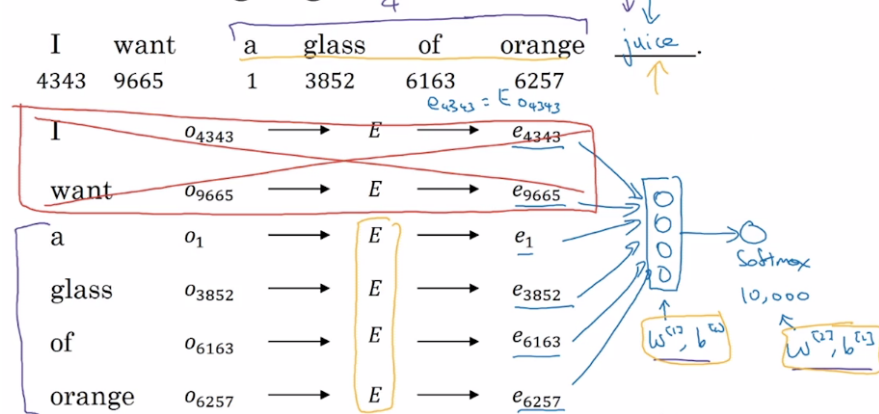 4
I want a glass of orange juice.
4343 9665 1 3852 6163 6257
e₄₃₄₃ = E o₄₃₄₃
I o₄₃₄₃ → E → e₄₃₄₃
want o₉₆₆₅ → E → e₉₆₆₅
a o₁ → E → e₁
glass o₃₈₅₂ → E → e₃₈₅₂
of o₆₁₆₃ → E → e₆₁₆₃
orange o₆₂₅₇ → E → e₆₂₅₇
Softmax
10,000
W^[1], b^[1]
W^[2], b^[2]